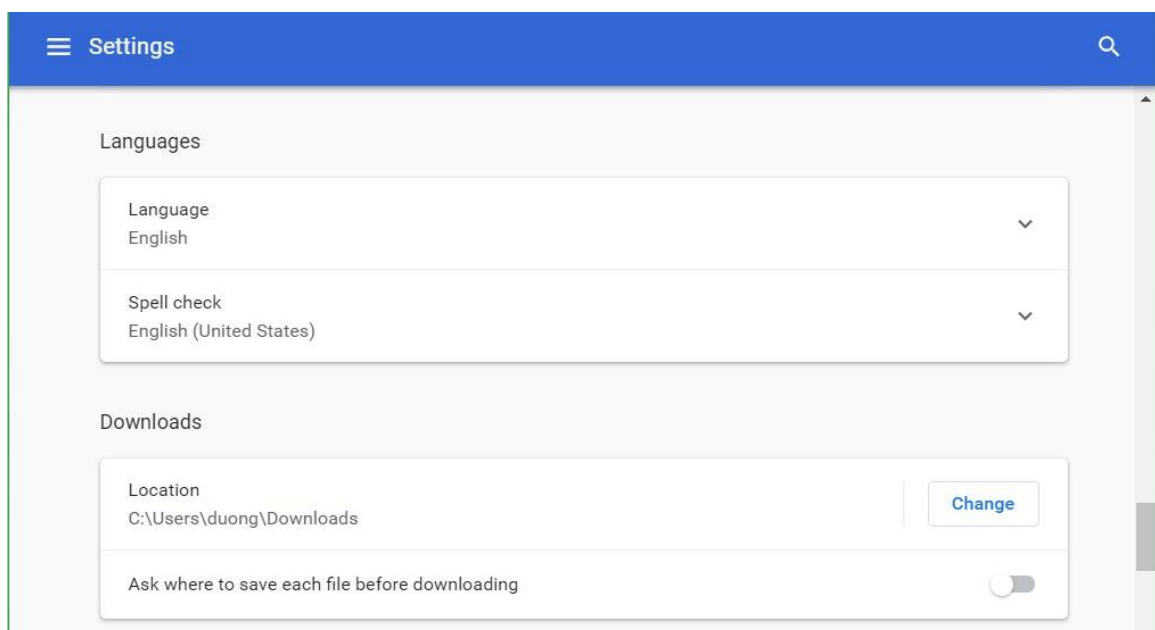 Settings
Languages
Language
English
Spell check
English (United States)
Downloads
Location
C:\Users\duong\Downloads
Change
Ask where to save each file before downloading